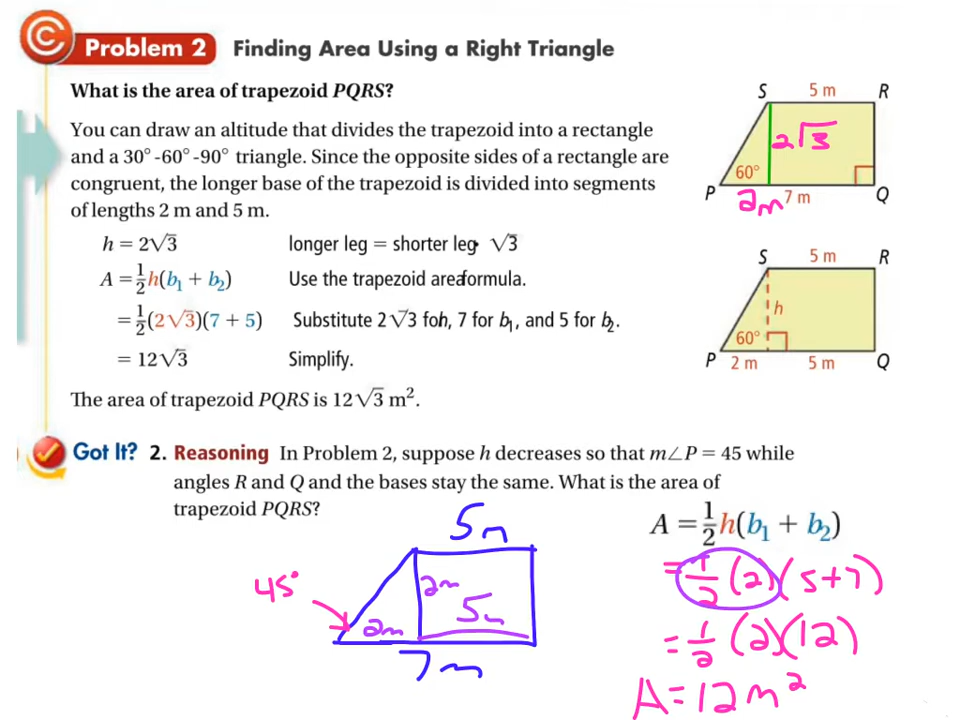 C
Problem 2 Finding Area Using a Right Triangle
What is the area of trapezoid PQRS?
You can draw an altitude that divides the trapezoid into a rectangle
and a 30°-60°-90° triangle. Since the opposite sides of a rectangle are
congruent, the longer base of the trapezoid is divided into segments
of lengths 2 m and 5 m.
h = 2√3 longer leg = shorter leg • √3
A = 1/2 h(b₁ + b₂) Use the trapezoid area formula.
= 1/2 (2√3)(7 + 5) Substitute 2√3 for h, 7 for b₁, and 5 for b₂.
= 12√3 Simplify.
The area of trapezoid PQRS is 12√3 m².
S 5 m R
2√3
60°
P 2m 7 m Q
S 5 m R
h
60°
P 2 m 5 m Q
Got It? 2. Reasoning In Problem 2, suppose h decreases so that m∠P = 45 while
angles R and Q and the bases stay the same. What is the area of
trapezoid PQRS?
5m
45°
2m
2m 5m
7m
A = 1/2 h(b₁ + b₂)
= 1/2 (2)(5+7)
= 1/2 (2)(12)
A = 12 m²